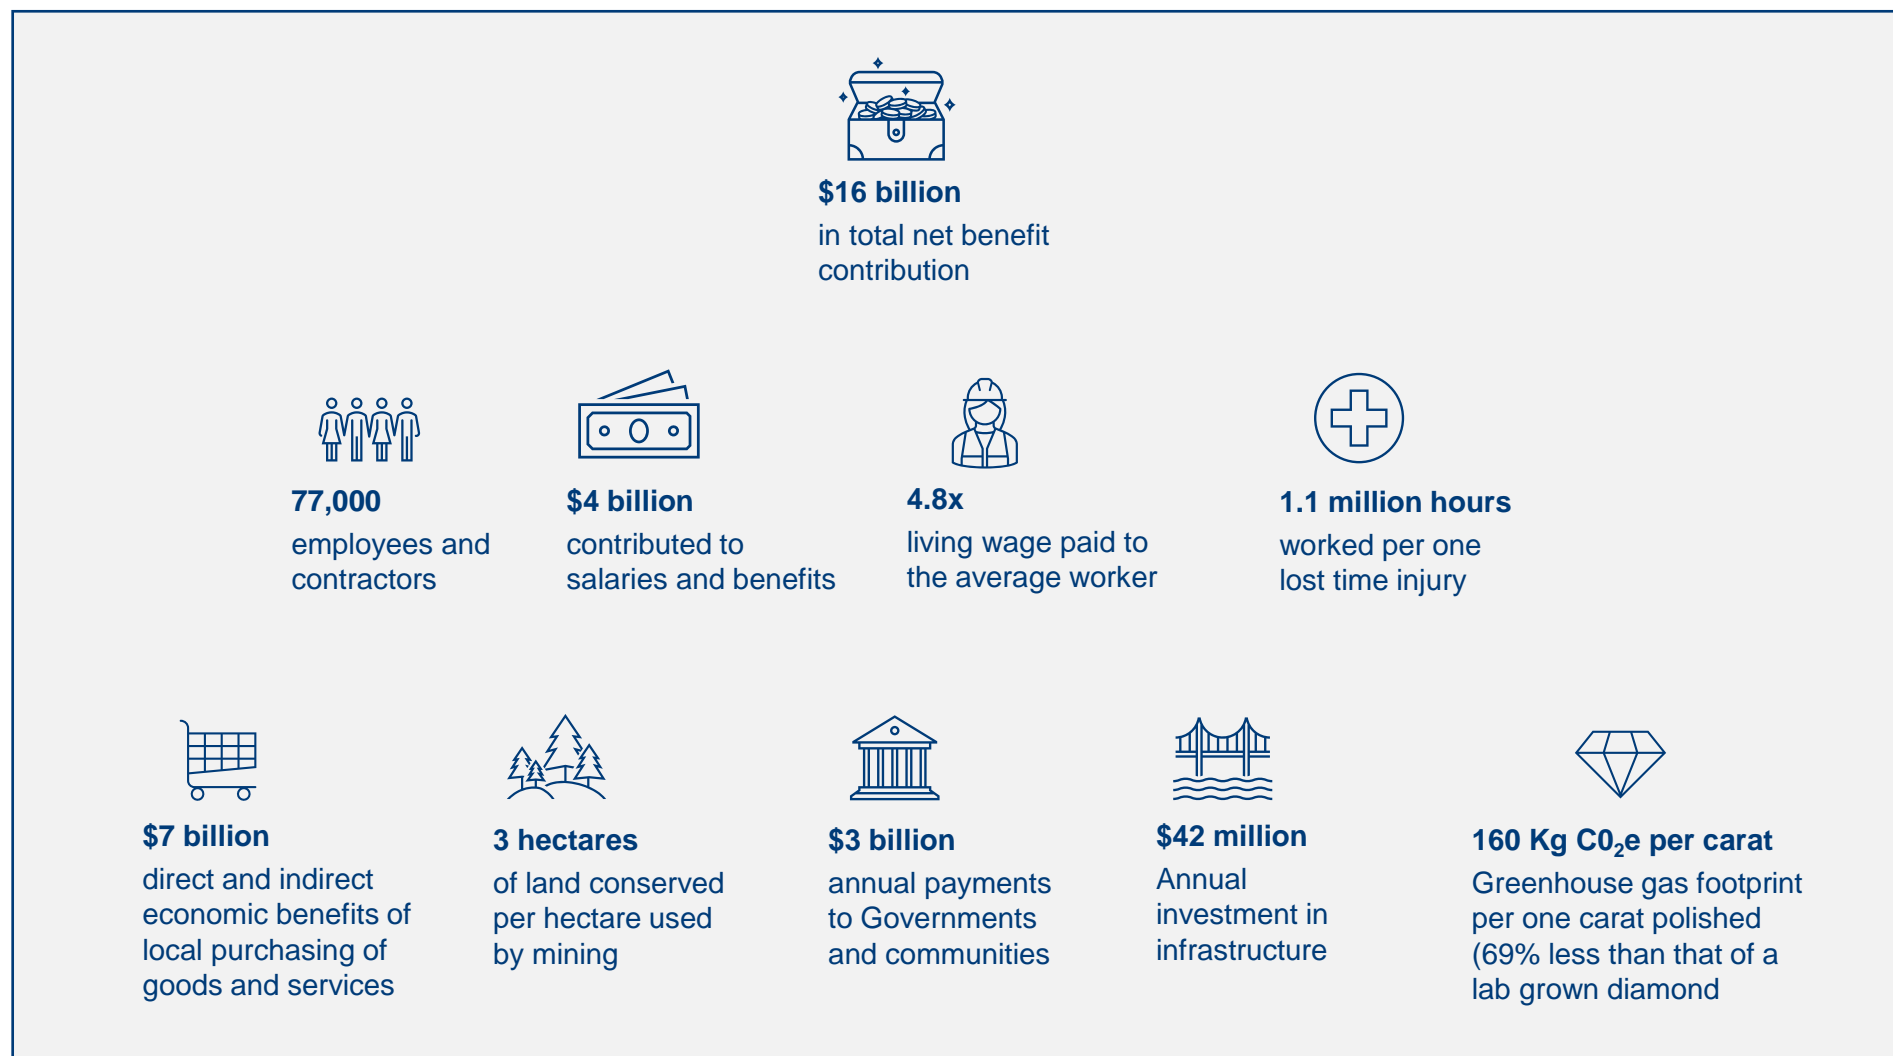 $16 billion
in total net benefit
contribution
77,000
employees and
contractors
$4 billion
contributed to
salaries and benefits
4.8x
living wage paid to
the average worker
1.1 million hours
worked per one
lost time injury
$7 billion
direct and indirect
economic benefits of
local purchasing of
goods and services
3 hectares
of land conserved
per hectare used
by mining
$3 billion
annual payments
to Governments
and communities
$42 million
Annual
investment in
infrastructure
160 Kg C0₂e per carat
Greenhouse gas footprint
per one carat polished
(69% less than that of a
lab grown diamond